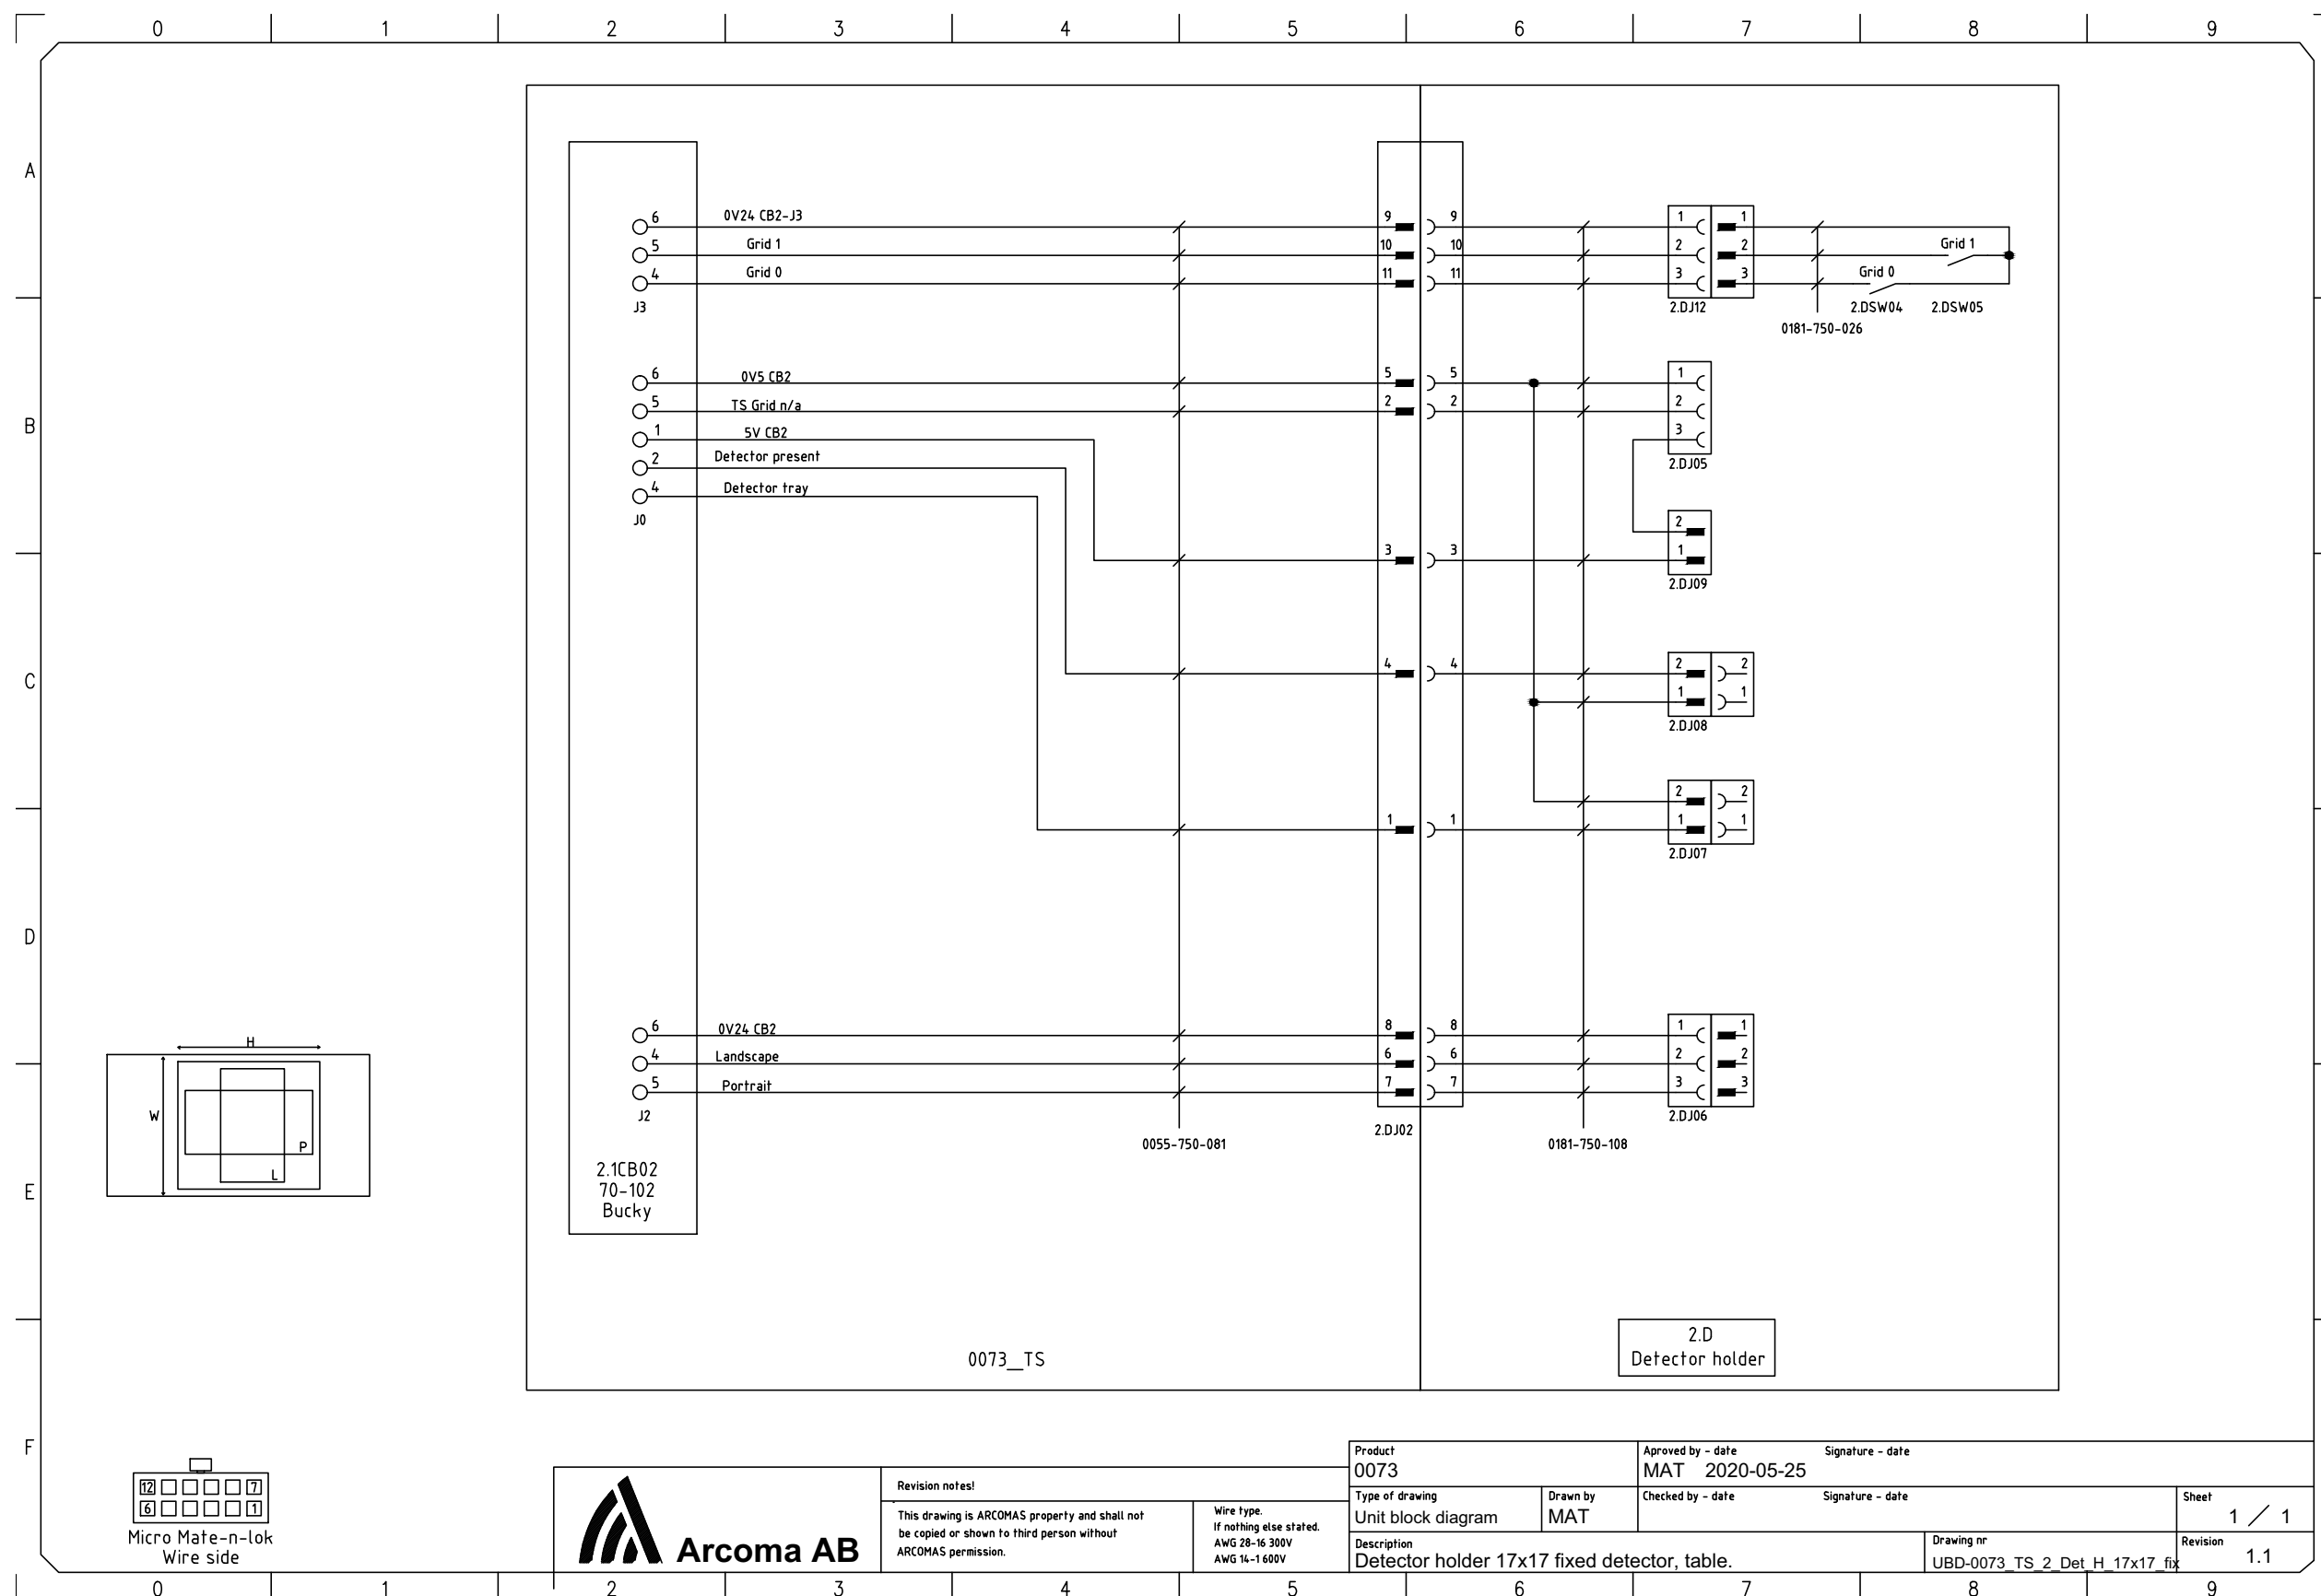 0 1 2 3 4 5 6 7 8 9
A
B
C
D
E
F
6 0V24 CB2-J3 9 9 1 1
5 Grid 1 10 10 2 2 Grid 1
4 Grid 0 11 11 3 3 Grid 0
J3 2.DJ12 2.DSW04 2.DSW05
0181-750-026
6 0V5 CB2 5 5 1
5 TS Grid n/a 2 2 2
1 5V CB2 3
2 Detector present 2.DJ05
4 Detector tray
J0 2
3 3 1
2.DJ09
4 4 2 2
1 1
2.DJ08
2 2
1 1 1 1
2.DJ07
6 0V24 CB2 8 8 1 1
4 Landscape 6 6 2 2
5 Portrait 7 7 3 3
J2 2.DJ02 2.DJ06
0055-750-081 0181-750-108
H
W
P
L
2.1CB02
70-102
Bucky
0073_TS
2.D
Detector holder
12 7
6 1
Micro Mate-n-lok
Wire side
Arcoma AB
Revision notes!
This drawing is ARCOMAS property and shall not
be copied or shown to third person without
ARCOMAS permission.
Wire type.
If nothing else stated.
AWG 28-16 300V
AWG 14-1 600V
Product
0073
Aproved by - date Signature - date
MAT 2020-05-25
Type of drawing
Unit block diagram
Drawn by
MAT
Checked by - date Signature - date
Sheet
1 / 1
Description
Detector holder 17x17 fixed detector, table.
Drawing nr
UBD-0073_TS_2_Det_H_17x17_fix
Revision
1.1
0 1 2 3 4 5 6 7 8 9